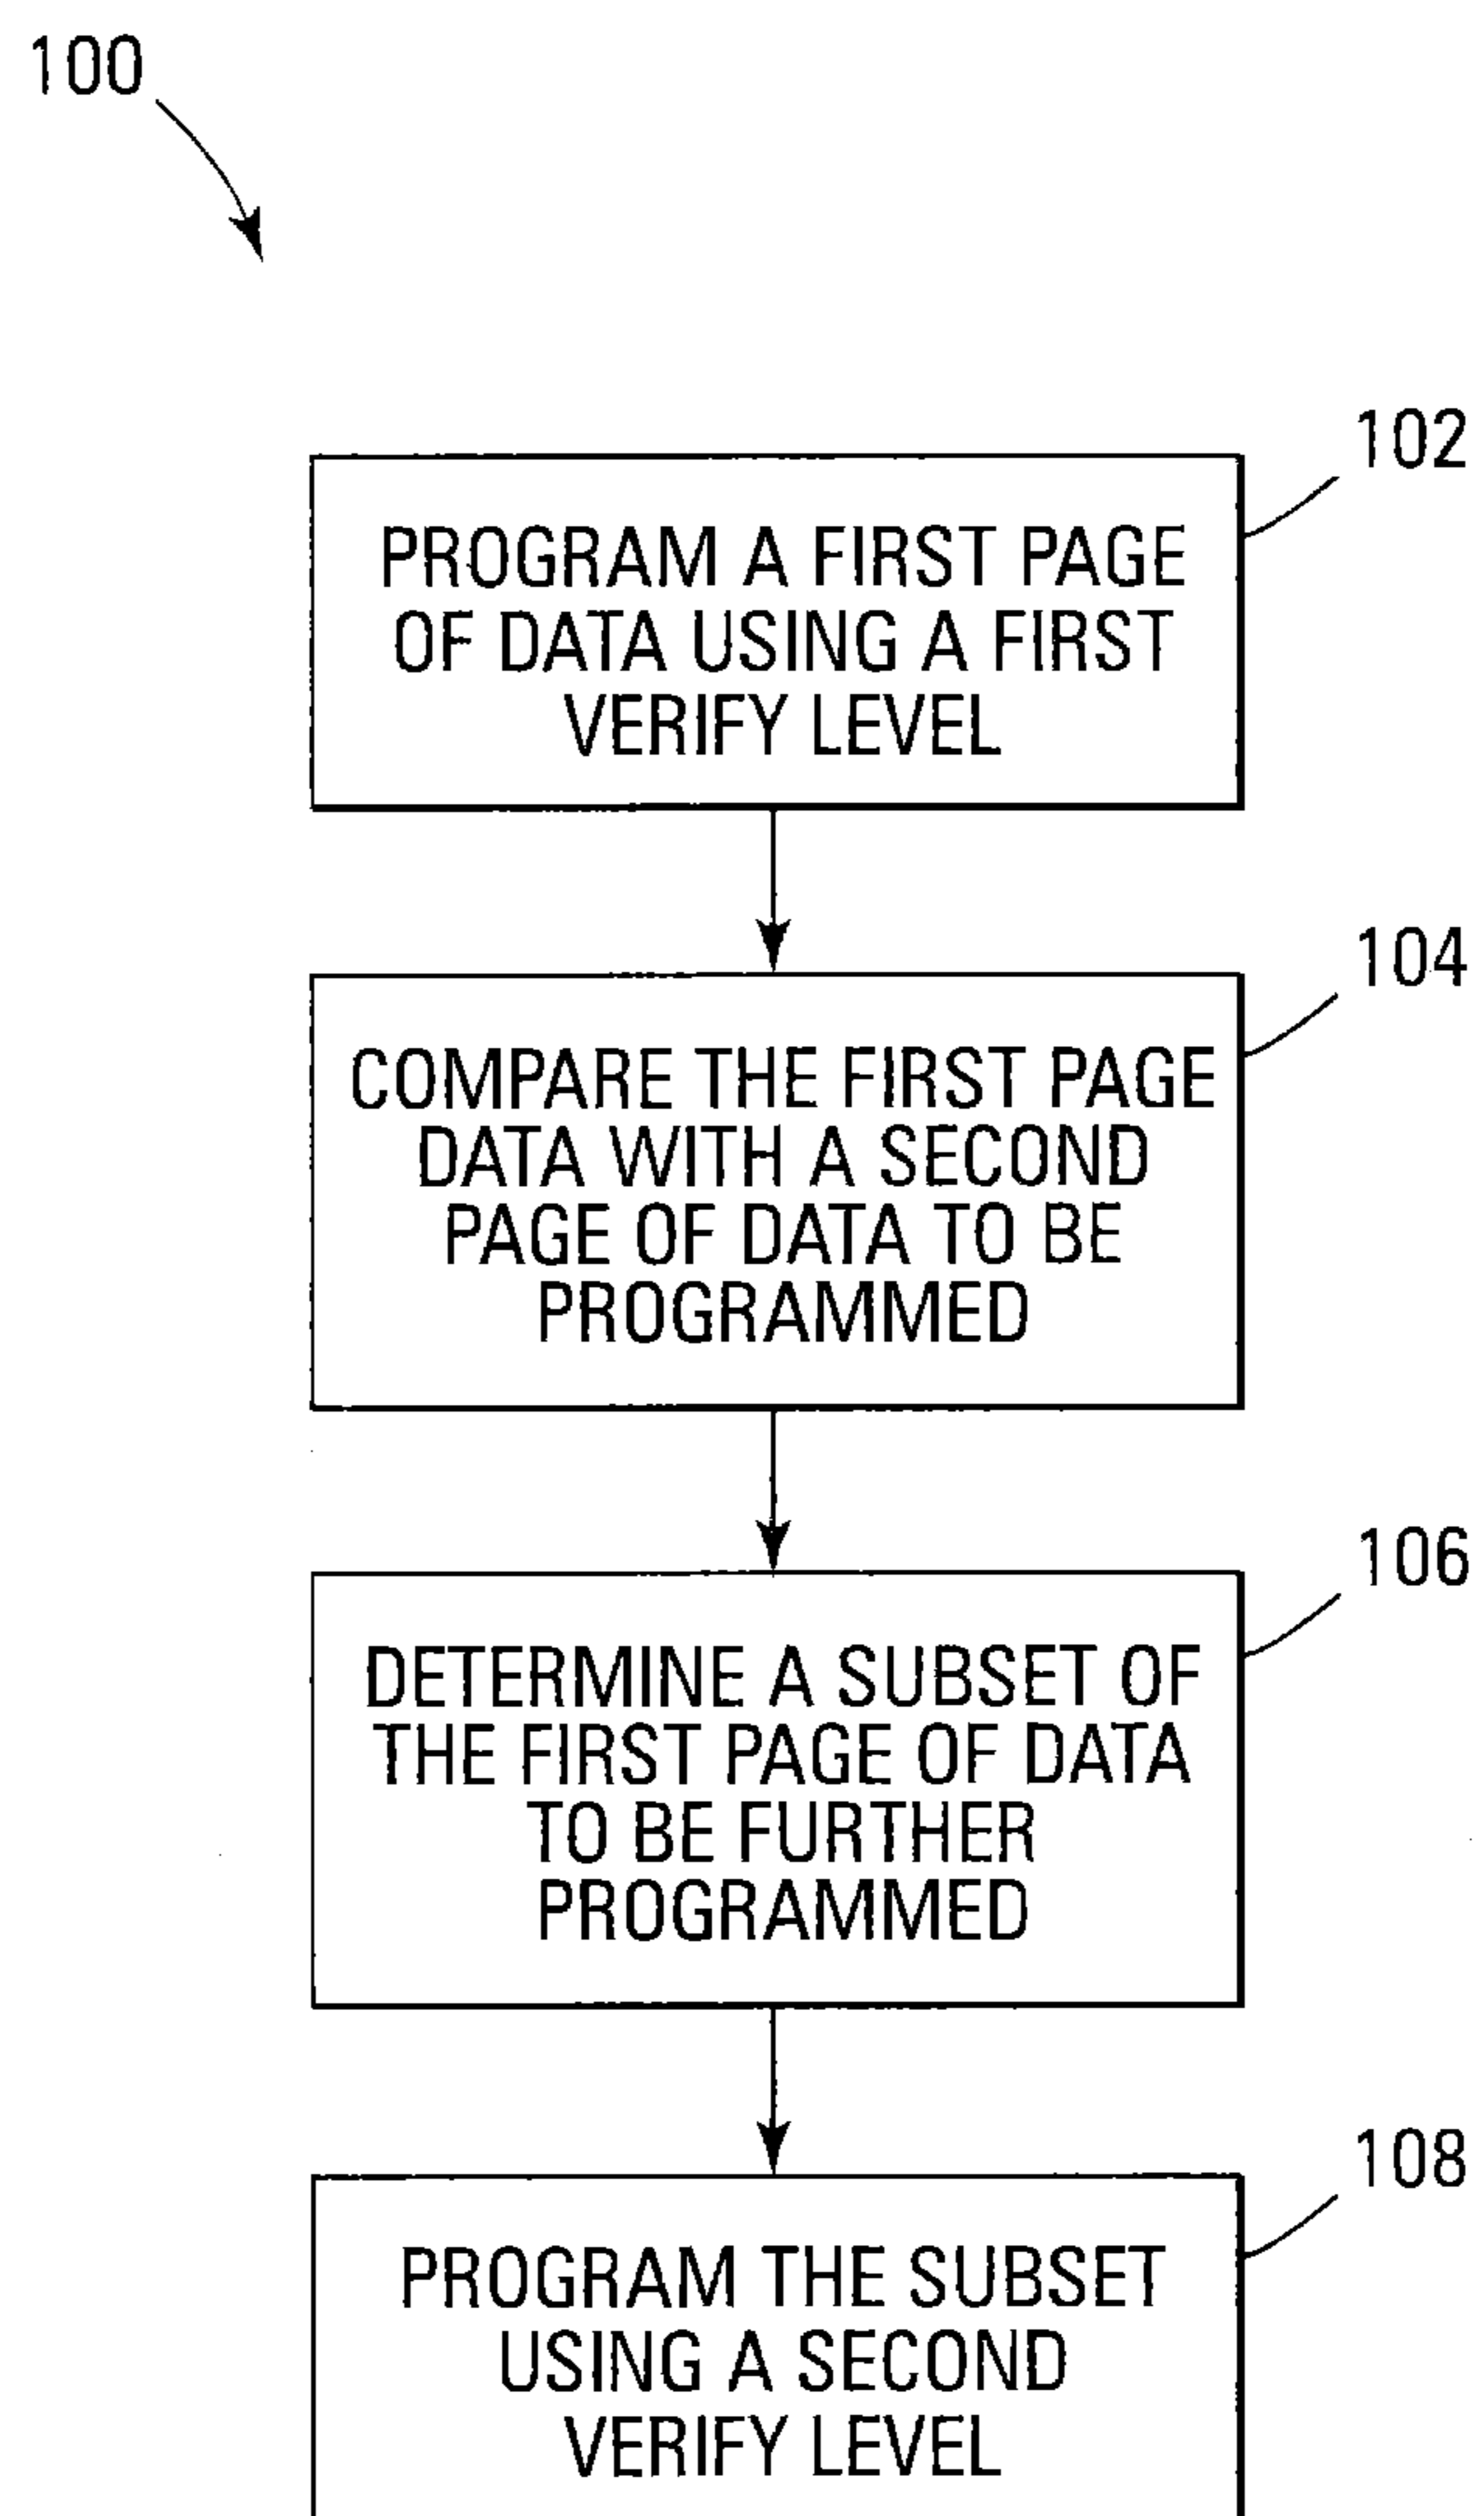 100
102
PROGRAM A FIRST PAGE
OF DATA USING A FIRST
VERIFY LEVEL
104
COMPARE THE FIRST PAGE
DATA WITH A SECOND
PAGE OF DATA TO BE
PROGRAMMED
106
DETERMINE A SUBSET OF
THE FIRST PAGE OF DATA
TO BE FURTHER
PROGRAMMED
108
PROGRAM THE SUBSET
USING A SECOND
VERIFY LEVEL